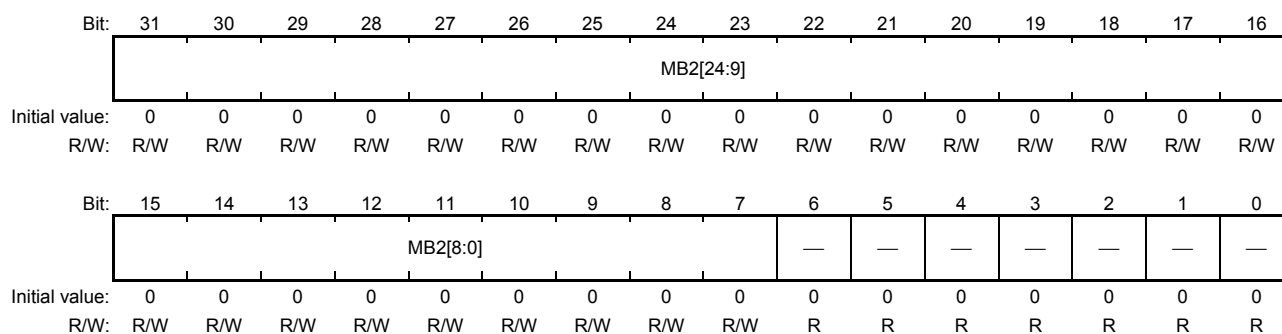 Bit: 31 30 29 28 27 26 25 24 23 22 21 20 19 18 17 16
MB2[24:9]
Initial value: 0 0 0 0 0 0 0 0 0 0 0 0 0 0 0 0
R/W: R/W R/W R/W R/W R/W R/W R/W R/W R/W R/W R/W R/W R/W R/W R/W R/W
Bit: 15 14 13 12 11 10 9 8 7 6 5 4 3 2 1 0
MB2[8:0] — — — — — — —
Initial value: 0 0 0 0 0 0 0 0 0 0 0 0 0 0 0 0
R/W: R/W R/W R/W R/W R/W R/W R/W R/W R/W R R R R R R R